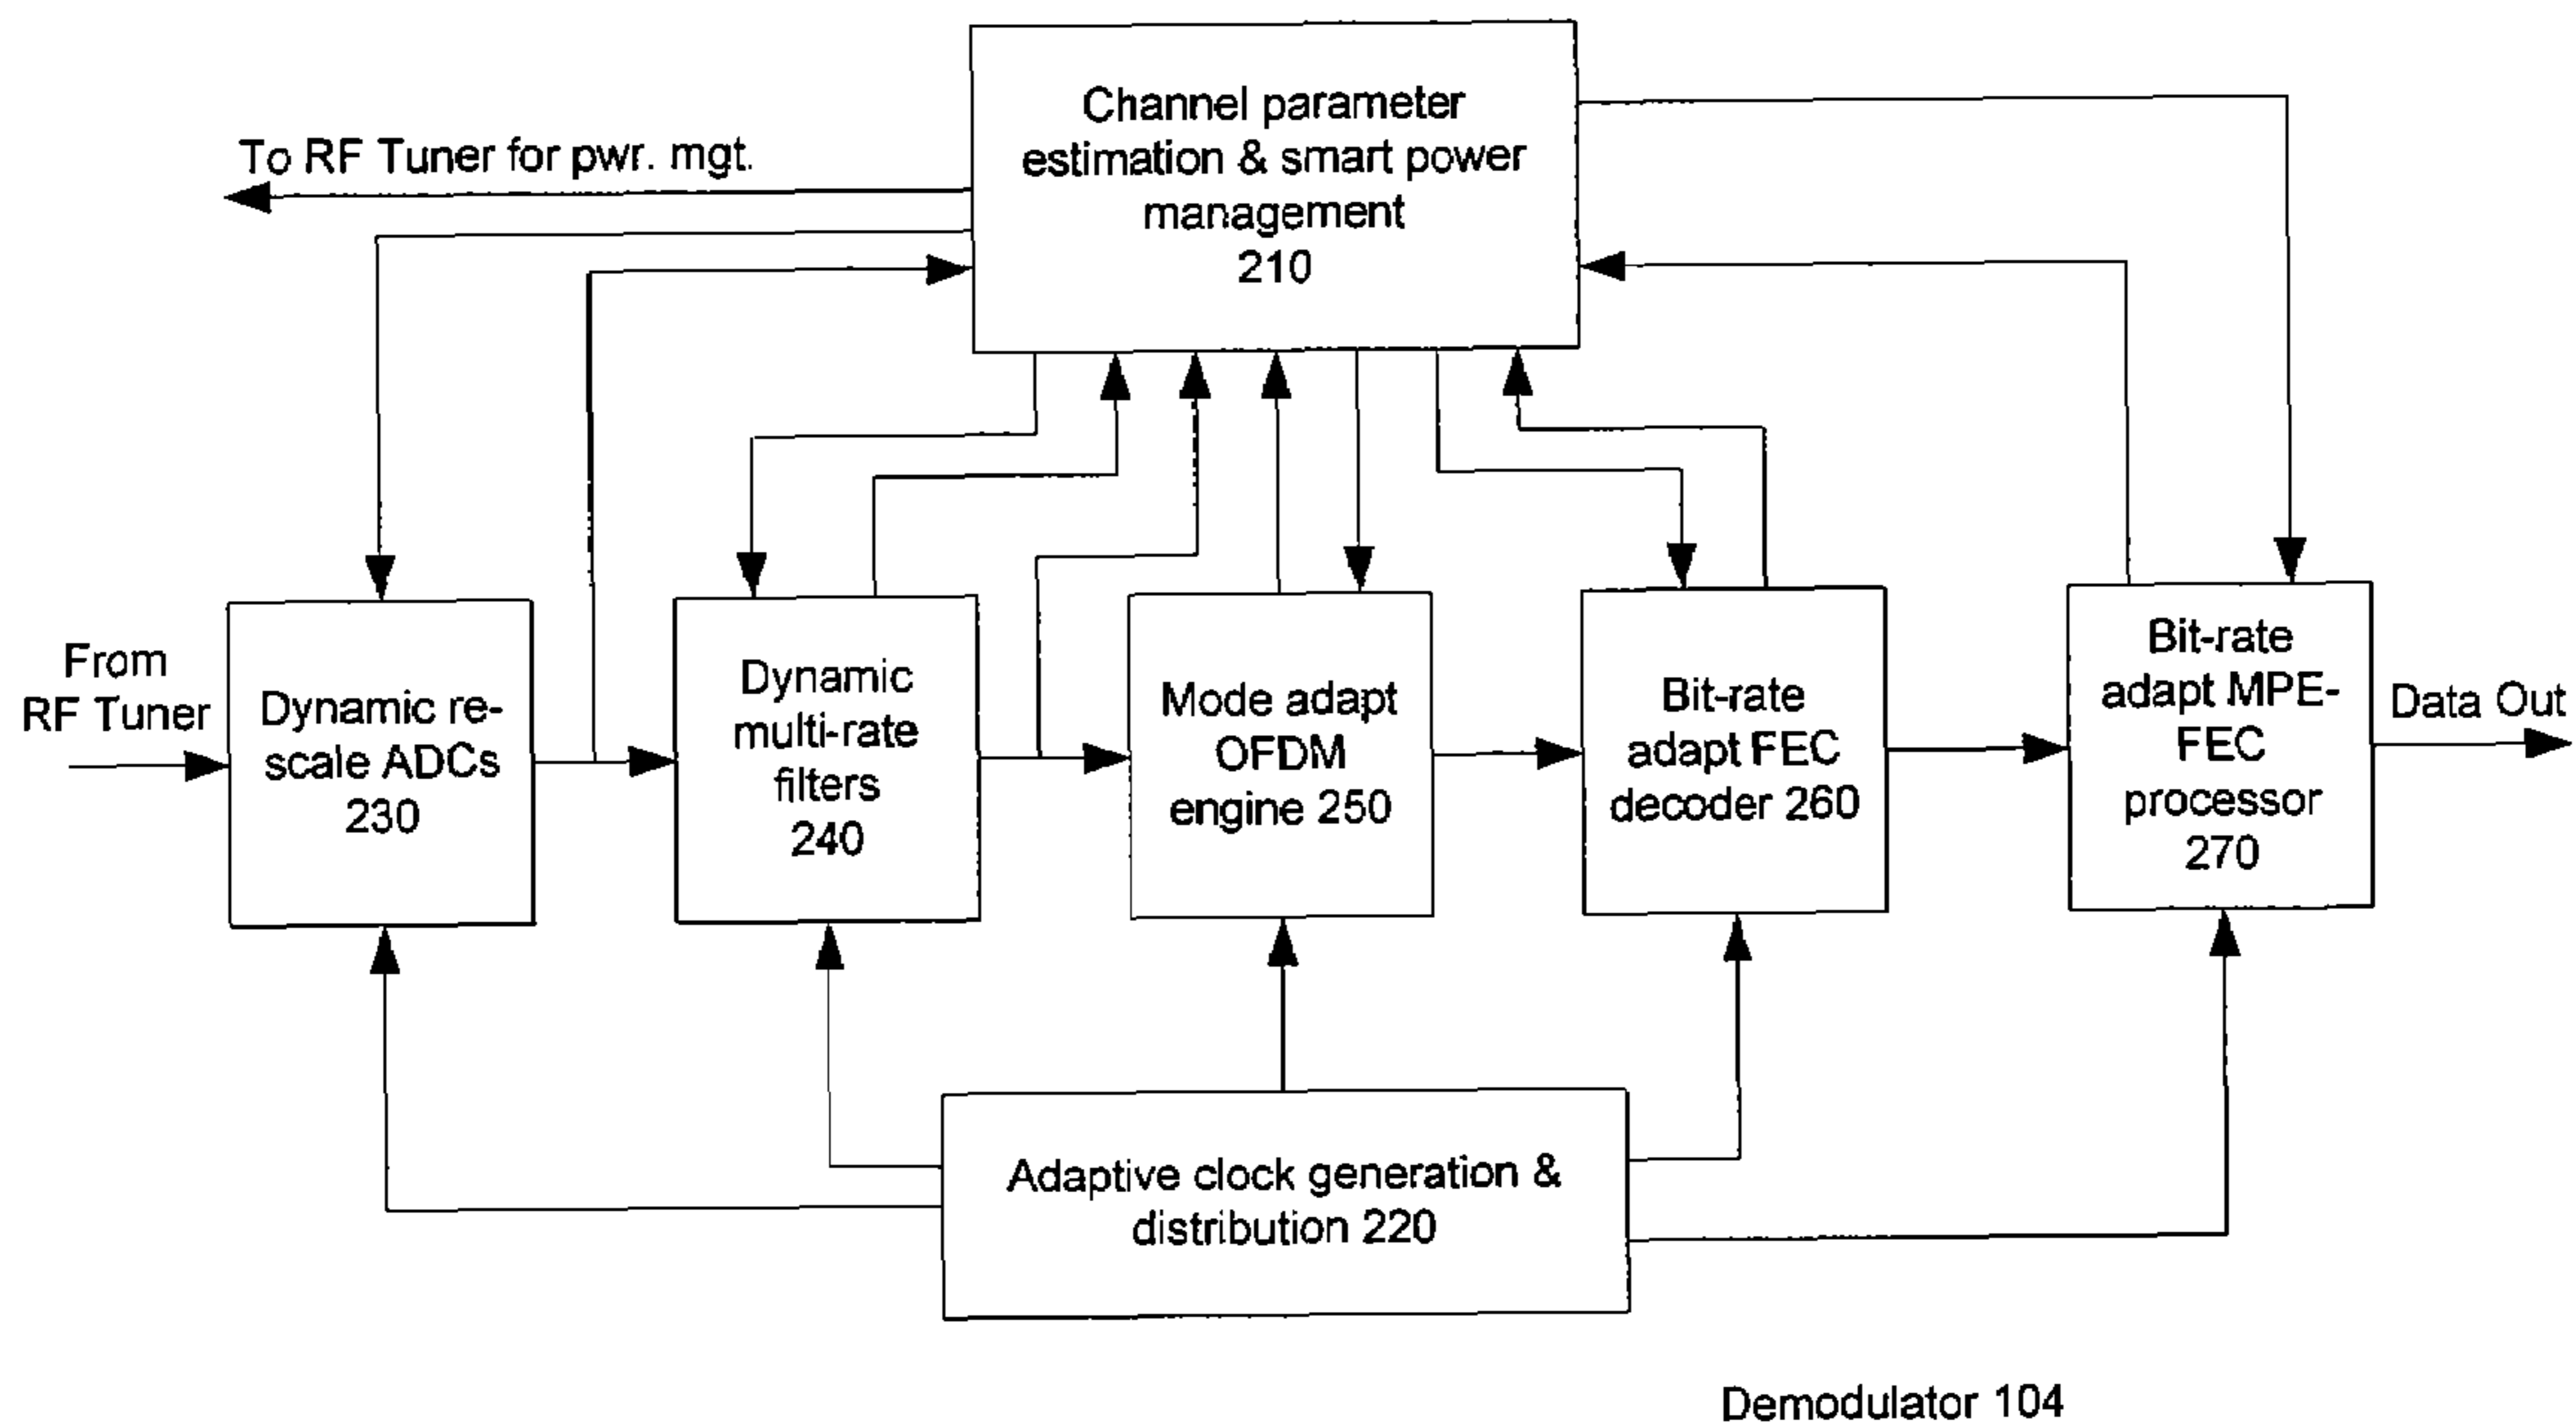 Channel parameter
estimation & smart power
management
210
To RF Tuner for pwr. mgt.
From
RF Tuner
Dynamic re-
scale ADCs
230
Dynamic
multi-rate
filters
240
Mode adapt
OFDM
engine 250
Bit-rate
adapt FEC
decoder 260
Bit-rate
adapt MPE-
FEC
processor
270
Data Out
Adaptive clock generation &
distribution 220
Demodulator 104